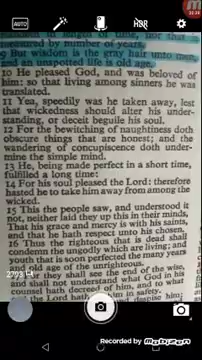 HDR
measured by number of years.
9 But wisdom is the gray hair unto men,
and an unspotted life is old age.
10 He pleased God, and was beloved of
him: so that living among sinners he was
translated.
11 Yea, speedily was he taken away, lest
that wickedness should alter his understanding,
or deceit beguile his soul.
12 For the bewitching of naughtiness doth
obscure things that are honest; and the
wandering of concupiscence doth under-
mine the simple mind.
13 He, being made perfect in a short time,
fulfilled a long time:
14 For his soul pleased the Lord: therefore
hasted he to take him away from among the
wicked.
15 This the people saw, and understood it
not, neither laid they up this in their minds,
That his grace and mercy is with his saints,
and that he hath respect unto his chosen.
16 Thus the righteous that is dead shall
condemn the ungodly which are living; and
youth that is soon perfected the many years
and old age of the unrighteous.
For they shall see the end of the wise,
and shall not understand what God in his
counsel hath decreed of him, and to what
the Lord hath him in safety.
and despise him;
Recorded by
Mobizen